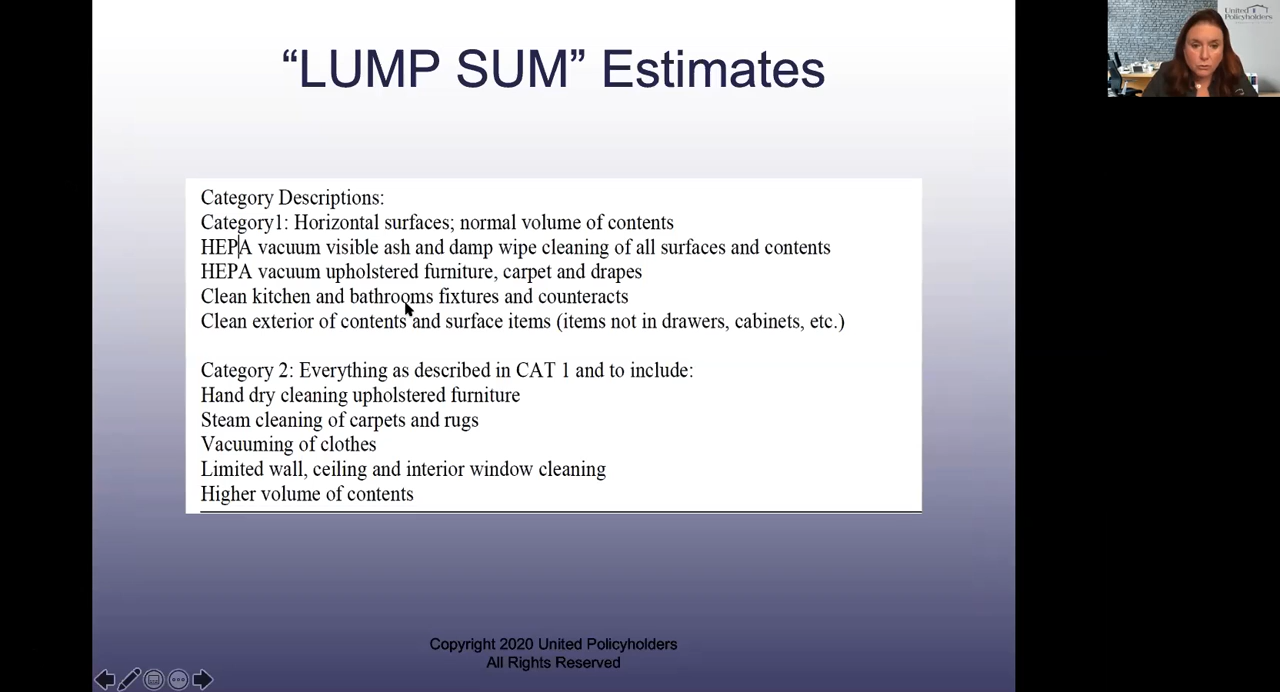 “LUMP SUM” Estimates
United
Policyholders
Category Descriptions:
Category1: Horizontal surfaces; normal volume of contents
HEPA vacuum visible ash and damp wipe cleaning of all surfaces and contents
HEPA vacuum upholstered furniture, carpet and drapes
Clean kitchen and bathrooms fixtures and counteracts
Clean exterior of contents and surface items (items not in drawers, cabinets, etc.)
Category 2: Everything as described in CAT 1 and to include:
Hand dry cleaning upholstered furniture
Steam cleaning of carpets and rugs
Vacuuming of clothes
Limited wall, ceiling and interior window cleaning
Higher volume of contents
Copyright 2020 United Policyholders
All Rights Reserved